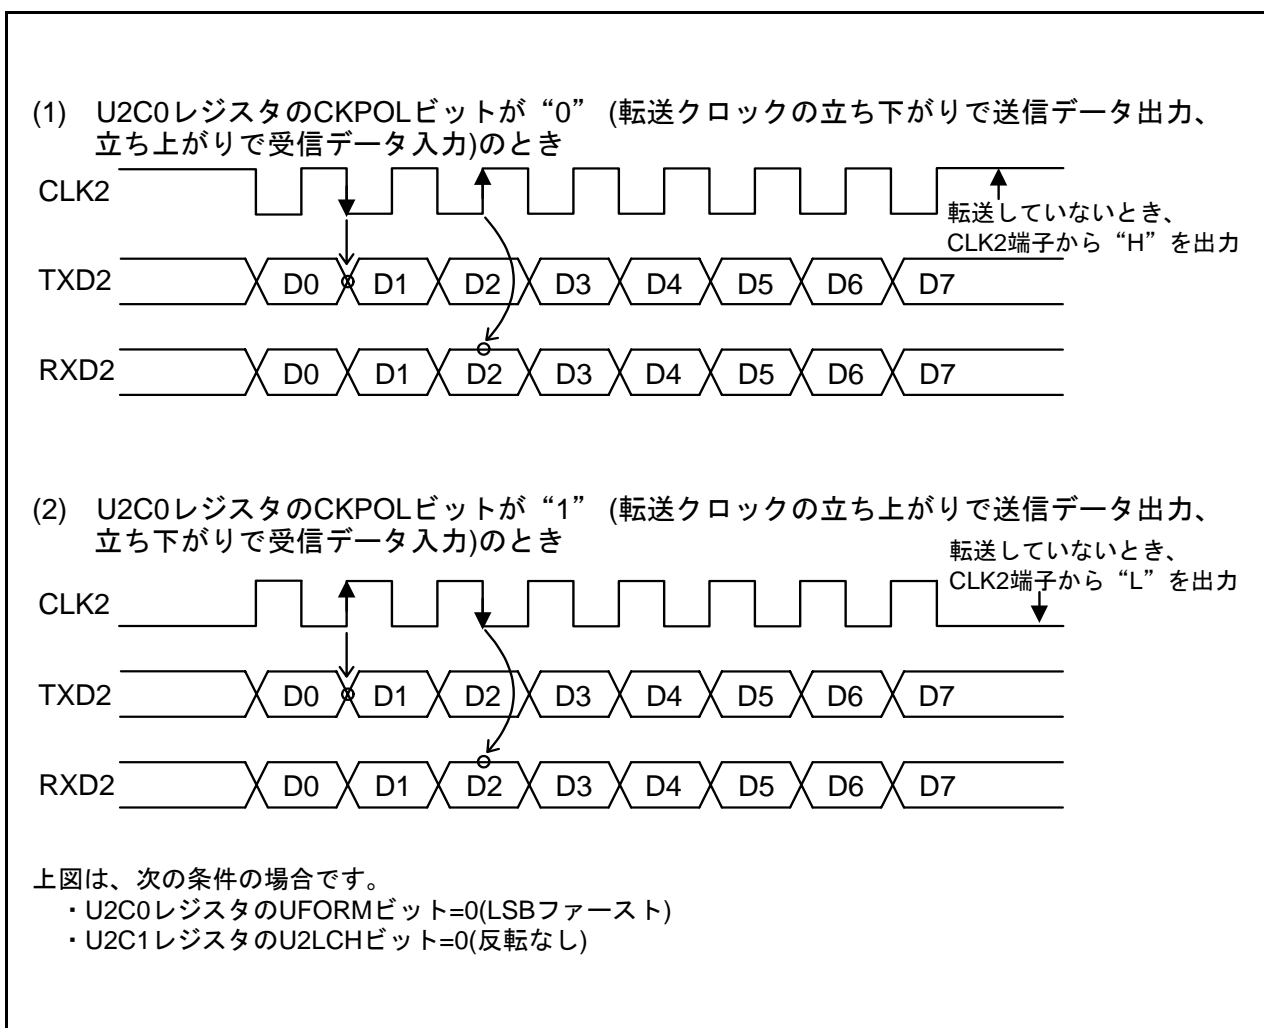 (1) U2C0レジスタのCKPOLビットが“0” (転送クロックの立ち下がりで送信データ出力、
立ち上がりで受信データ入力)のとき
CLK2
転送していないとき、
CLK2端子から“H”を出力
TXD2 D0 D1 D2 D3 D4 D5 D6 D7
RXD2 D0 D1 D2 D3 D4 D5 D6 D7
(2) U2C0レジスタのCKPOLビットが“1” (転送クロックの立ち上がりで送信データ出力、
立ち下がりで受信データ入力)のとき
転送していないとき、
CLK2端子から“L”を出力
CLK2
TXD2 D0 D1 D2 D3 D4 D5 D6 D7
RXD2 D0 D1 D2 D3 D4 D5 D6 D7
上図は、次の条件の場合です。
・U2C0レジスタのUFORMビット=0(LSBファースト)
・U2C1レジスタのU2LCHビット=0(反転なし)